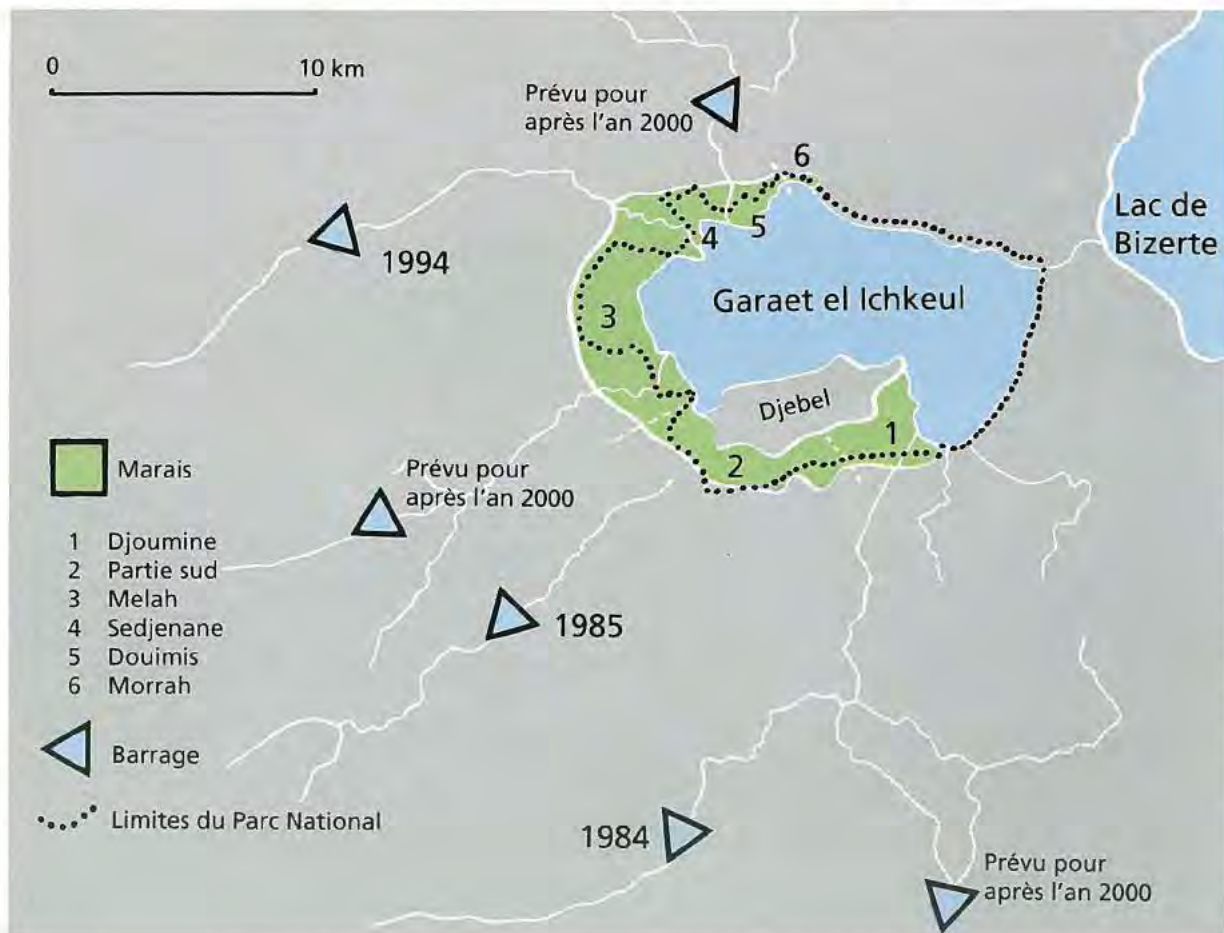 0 10 km
Prévu pour
après l'an 2000
6
Lac de
Bizerte
1994
4
5
Garaet el Ichkeul
3
Djebel
1
2
Marais
Prévu pour
après l'an 2000
1 Djoumine
2 Partie sud
3 Melah
4 Sedjenane
5 Douimis
6 Morrah
1985
Barrage
Limites du Parc National
1984
Prévu pour
après l'an 2000